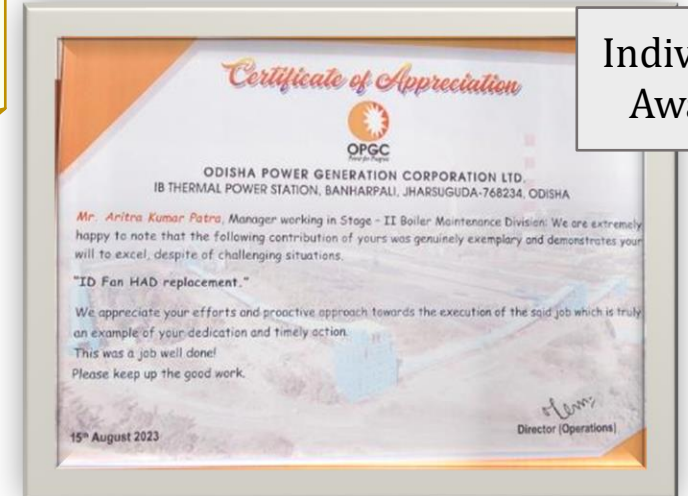 Indiv
Awa
Certificate of Appreciation
OPGC
Power for Progress
ODISHA POWER GENERATION CORPORATION LTD.
IB THERMAL POWER STATION, BANHARPALI, JHARSUGUDA-768234, ODISHA
Mr. Aritra Kumar Patra, Manager working in Stage - II Boiler Maintenance Division: We are extremely
happy to note that the following contribution of yours was genuinely exemplary and demonstrates your
will to excel, despite of challenging situations.
"ID Fan HAD replacement."
We appreciate your efforts and proactive approach towards the execution of the said job which is truly
an example of your dedication and timely action.
This was a job well done!
Please keep up the good work.
15th August 2023
Director (Operations)